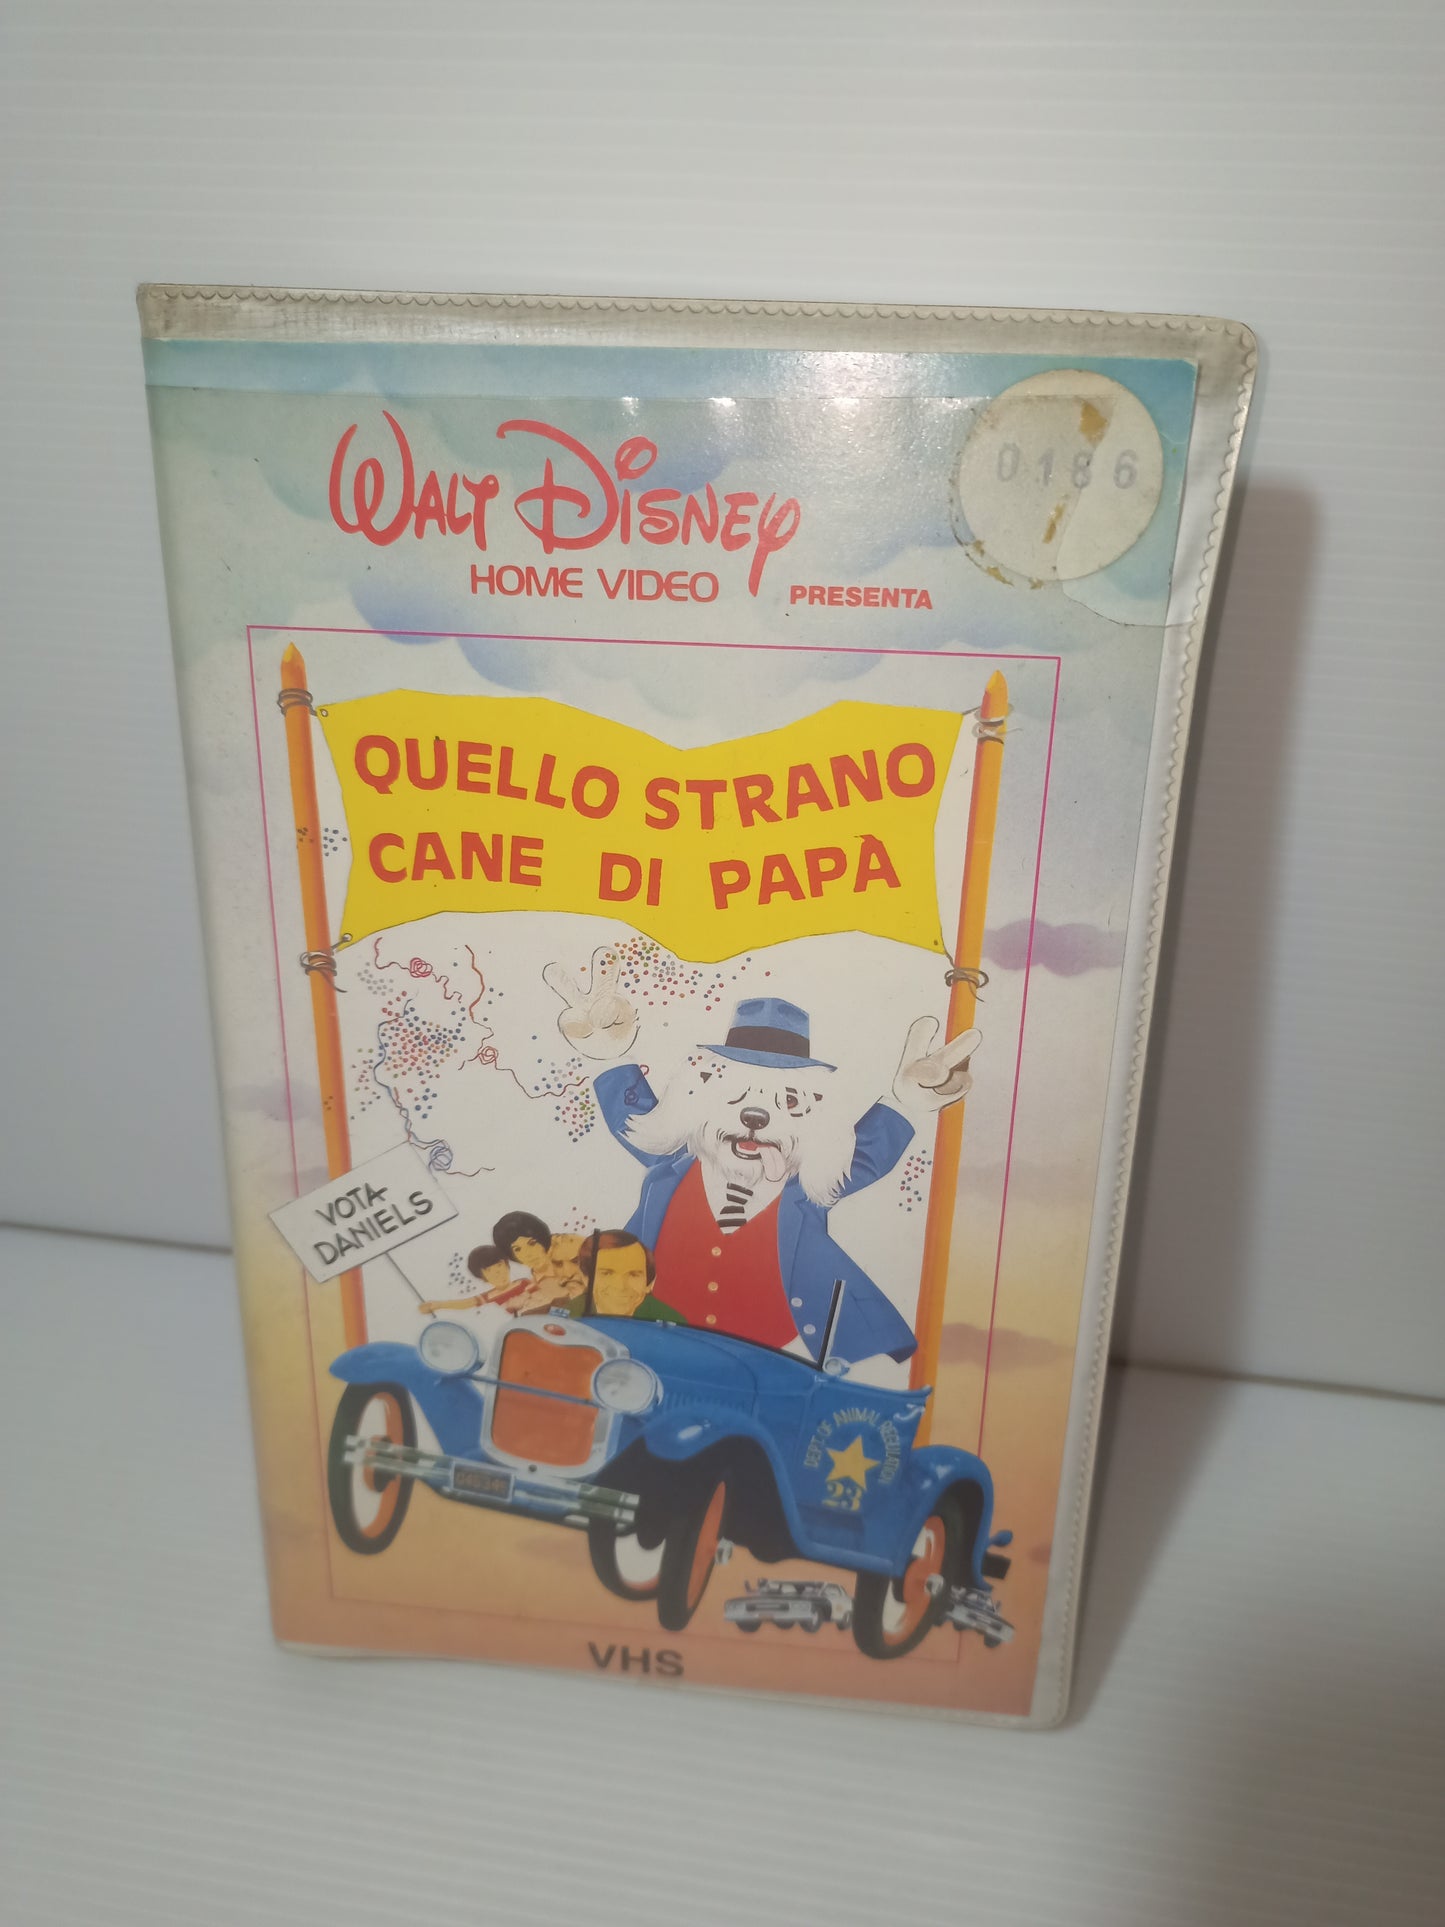 WALT DISNEY
HOME VIDEO PRESENTA
0186
QUELLO STRANO
CANE DI PAPÀ
VOTA
DANIELS
DEPT. OF ANIMAL REGULATION
23
VHS